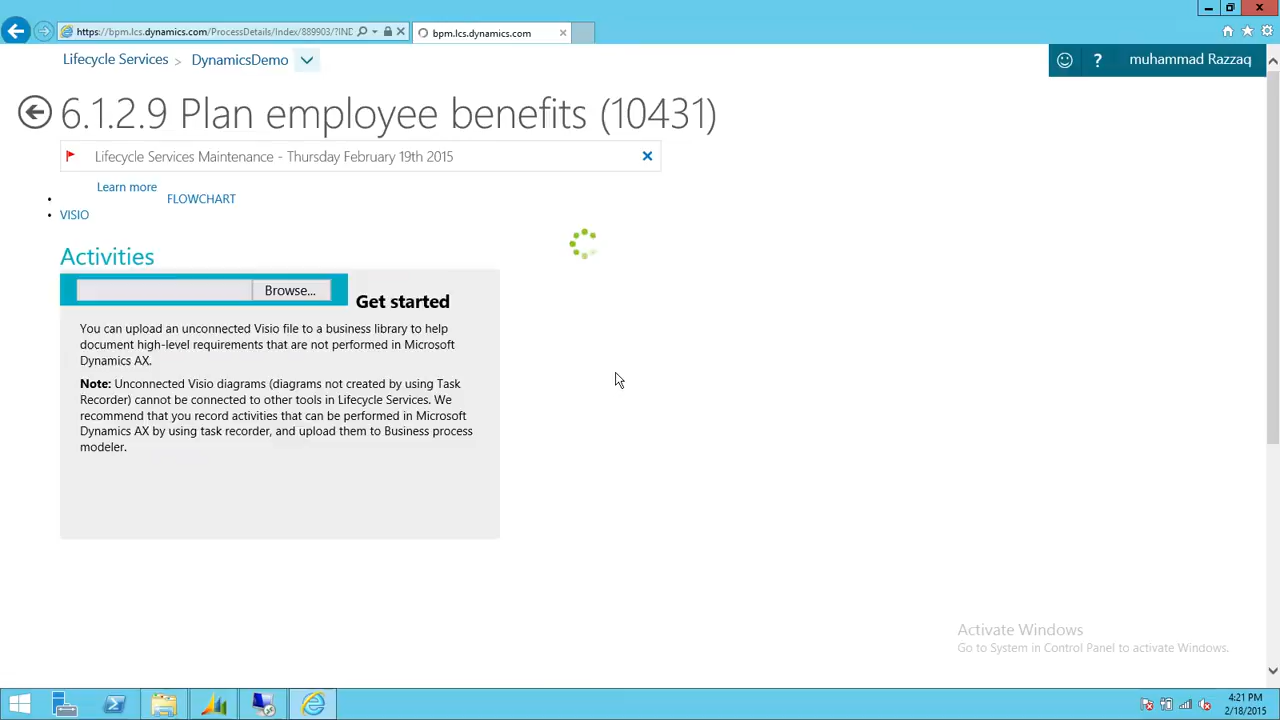 https://bpm.lcs.dynamics.com/ProcessDetails/Index/889903/?IND
bpm.lcs.dynamics.com
Lifecycle Services > DynamicsDemo
muhammad Razzaq
?
6.1.2.9 Plan employee benefits (10431)
Lifecycle Services Maintenance - Thursday February 19th 2015
Learn more
FLOWCHART
VISIO
Activities
Browse...
Get started
You can upload an unconnected Visio file to a business library to help
document high-level requirements that are not performed in Microsoft
Dynamics AX.
Note: Unconnected Visio diagrams (diagrams not created by using Task
Recorder) cannot be connected to other tools in Lifecycle Services. We
recommend that you record activities that can be performed in Microsoft
Dynamics AX by using task recorder, and upload them to Business process
modeler.
Activate Windows
Go to System in Control Panel to activate Windows.
4:21 PM
2/18/2015